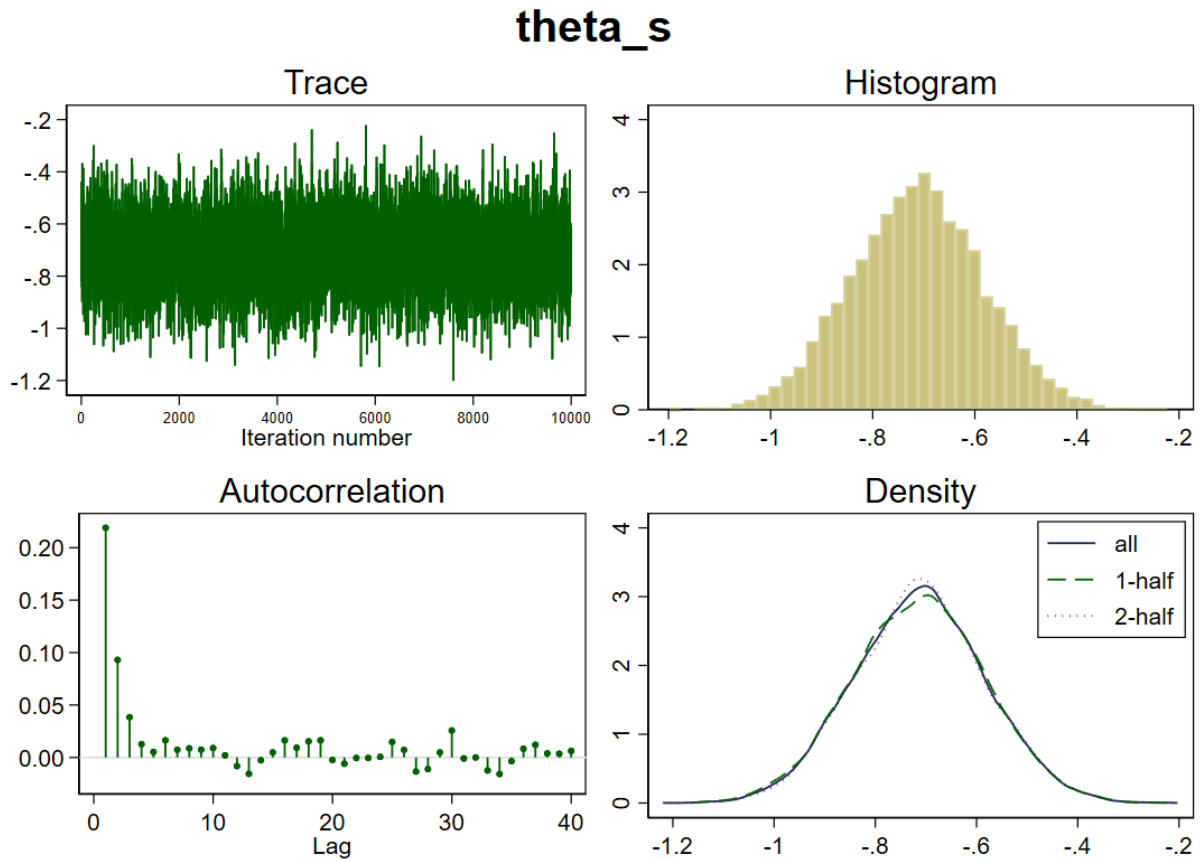 theta_s
Trace
-.2
-.4
-.6
-.8
-1
-1.2
0 2000 4000 6000 8000 10000
Iteration number
Histogram
4
3
2
1
0
-1.2 -1 -.8 -.6 -.4 -.2
Autocorrelation
0.20
0.15
0.10
0.05
0.00
0 10 20 30 40
Lag
Density
4
3
2
1
0
all
1-half
2-half
-1.2 -1 -.8 -.6 -.4 -.2